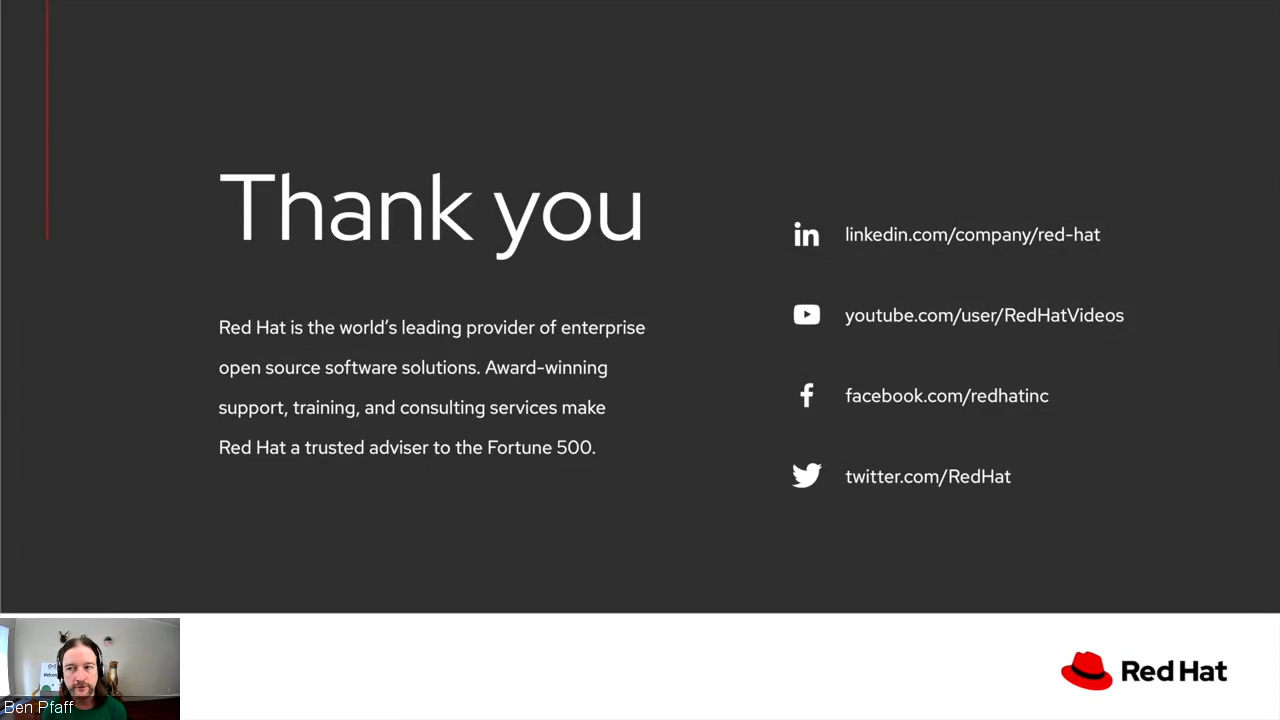 Thank you
Red Hat is the world's leading provider of enterprise
open source software solutions. Award-winning
support, training, and consulting services make
Red Hat a trusted adviser to the Fortune 500.
in
linkedin.com/company/red-hat
youtube.com/user/RedHatVideos
f
facebook.com/redhatinc
twitter.com/RedHat
Ben Pfaff
Red Hat